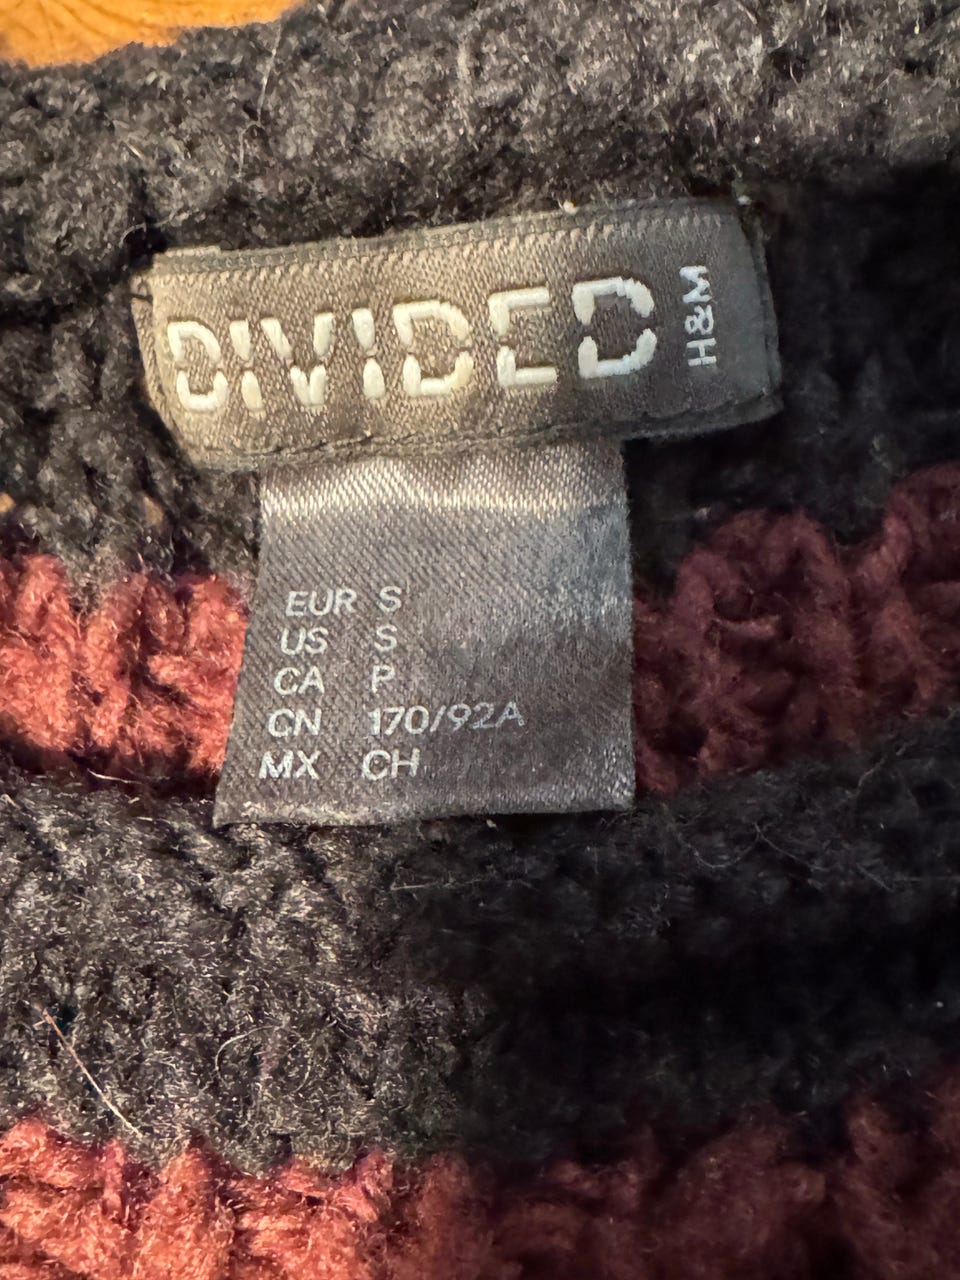 DIVIDED H&M
EUR S
US S
CA P
CN 170/92A
MX CH